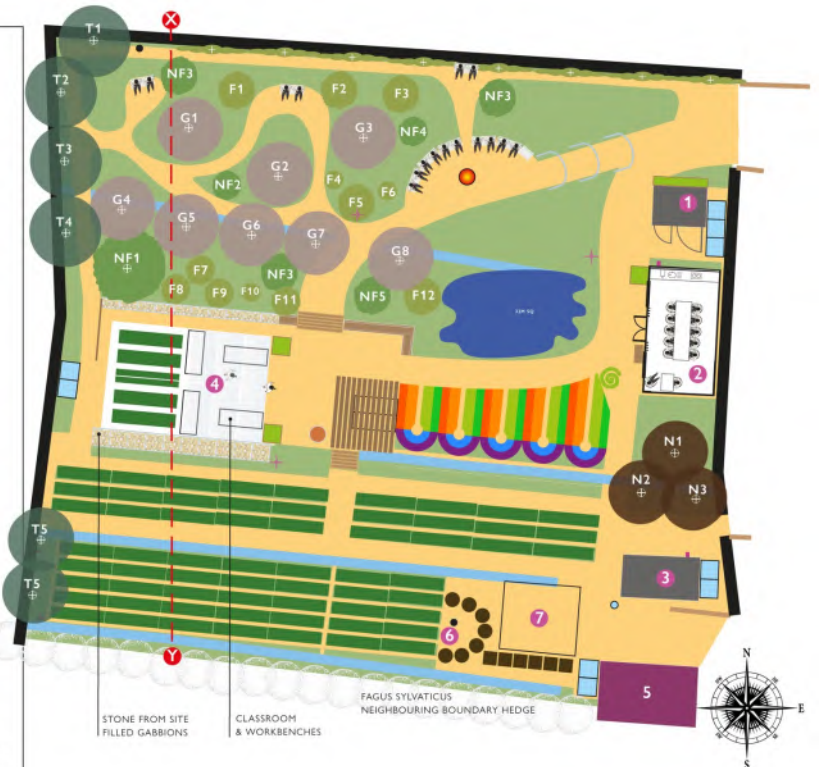 X
T1
T2
NF3
F1
F2
F3
NF3
G1
G3
NF4
T3
G2
NF2
F4
F6
F5
G4
G5
G6
G7
T4
NF1
F7
NF3
G8
F8
F9
F10
F11
NF5
F12
1
2
4
N1
N2
N3
T5
T5
3
7
6
5
Y
STONE FROM SITE
FILLED GABBIONS
CLASSROOM
& WORKBENCHES
FAGUS SYLVATICUS
NEIGHBOURING BOUNDARY HEDGE
N
E
S